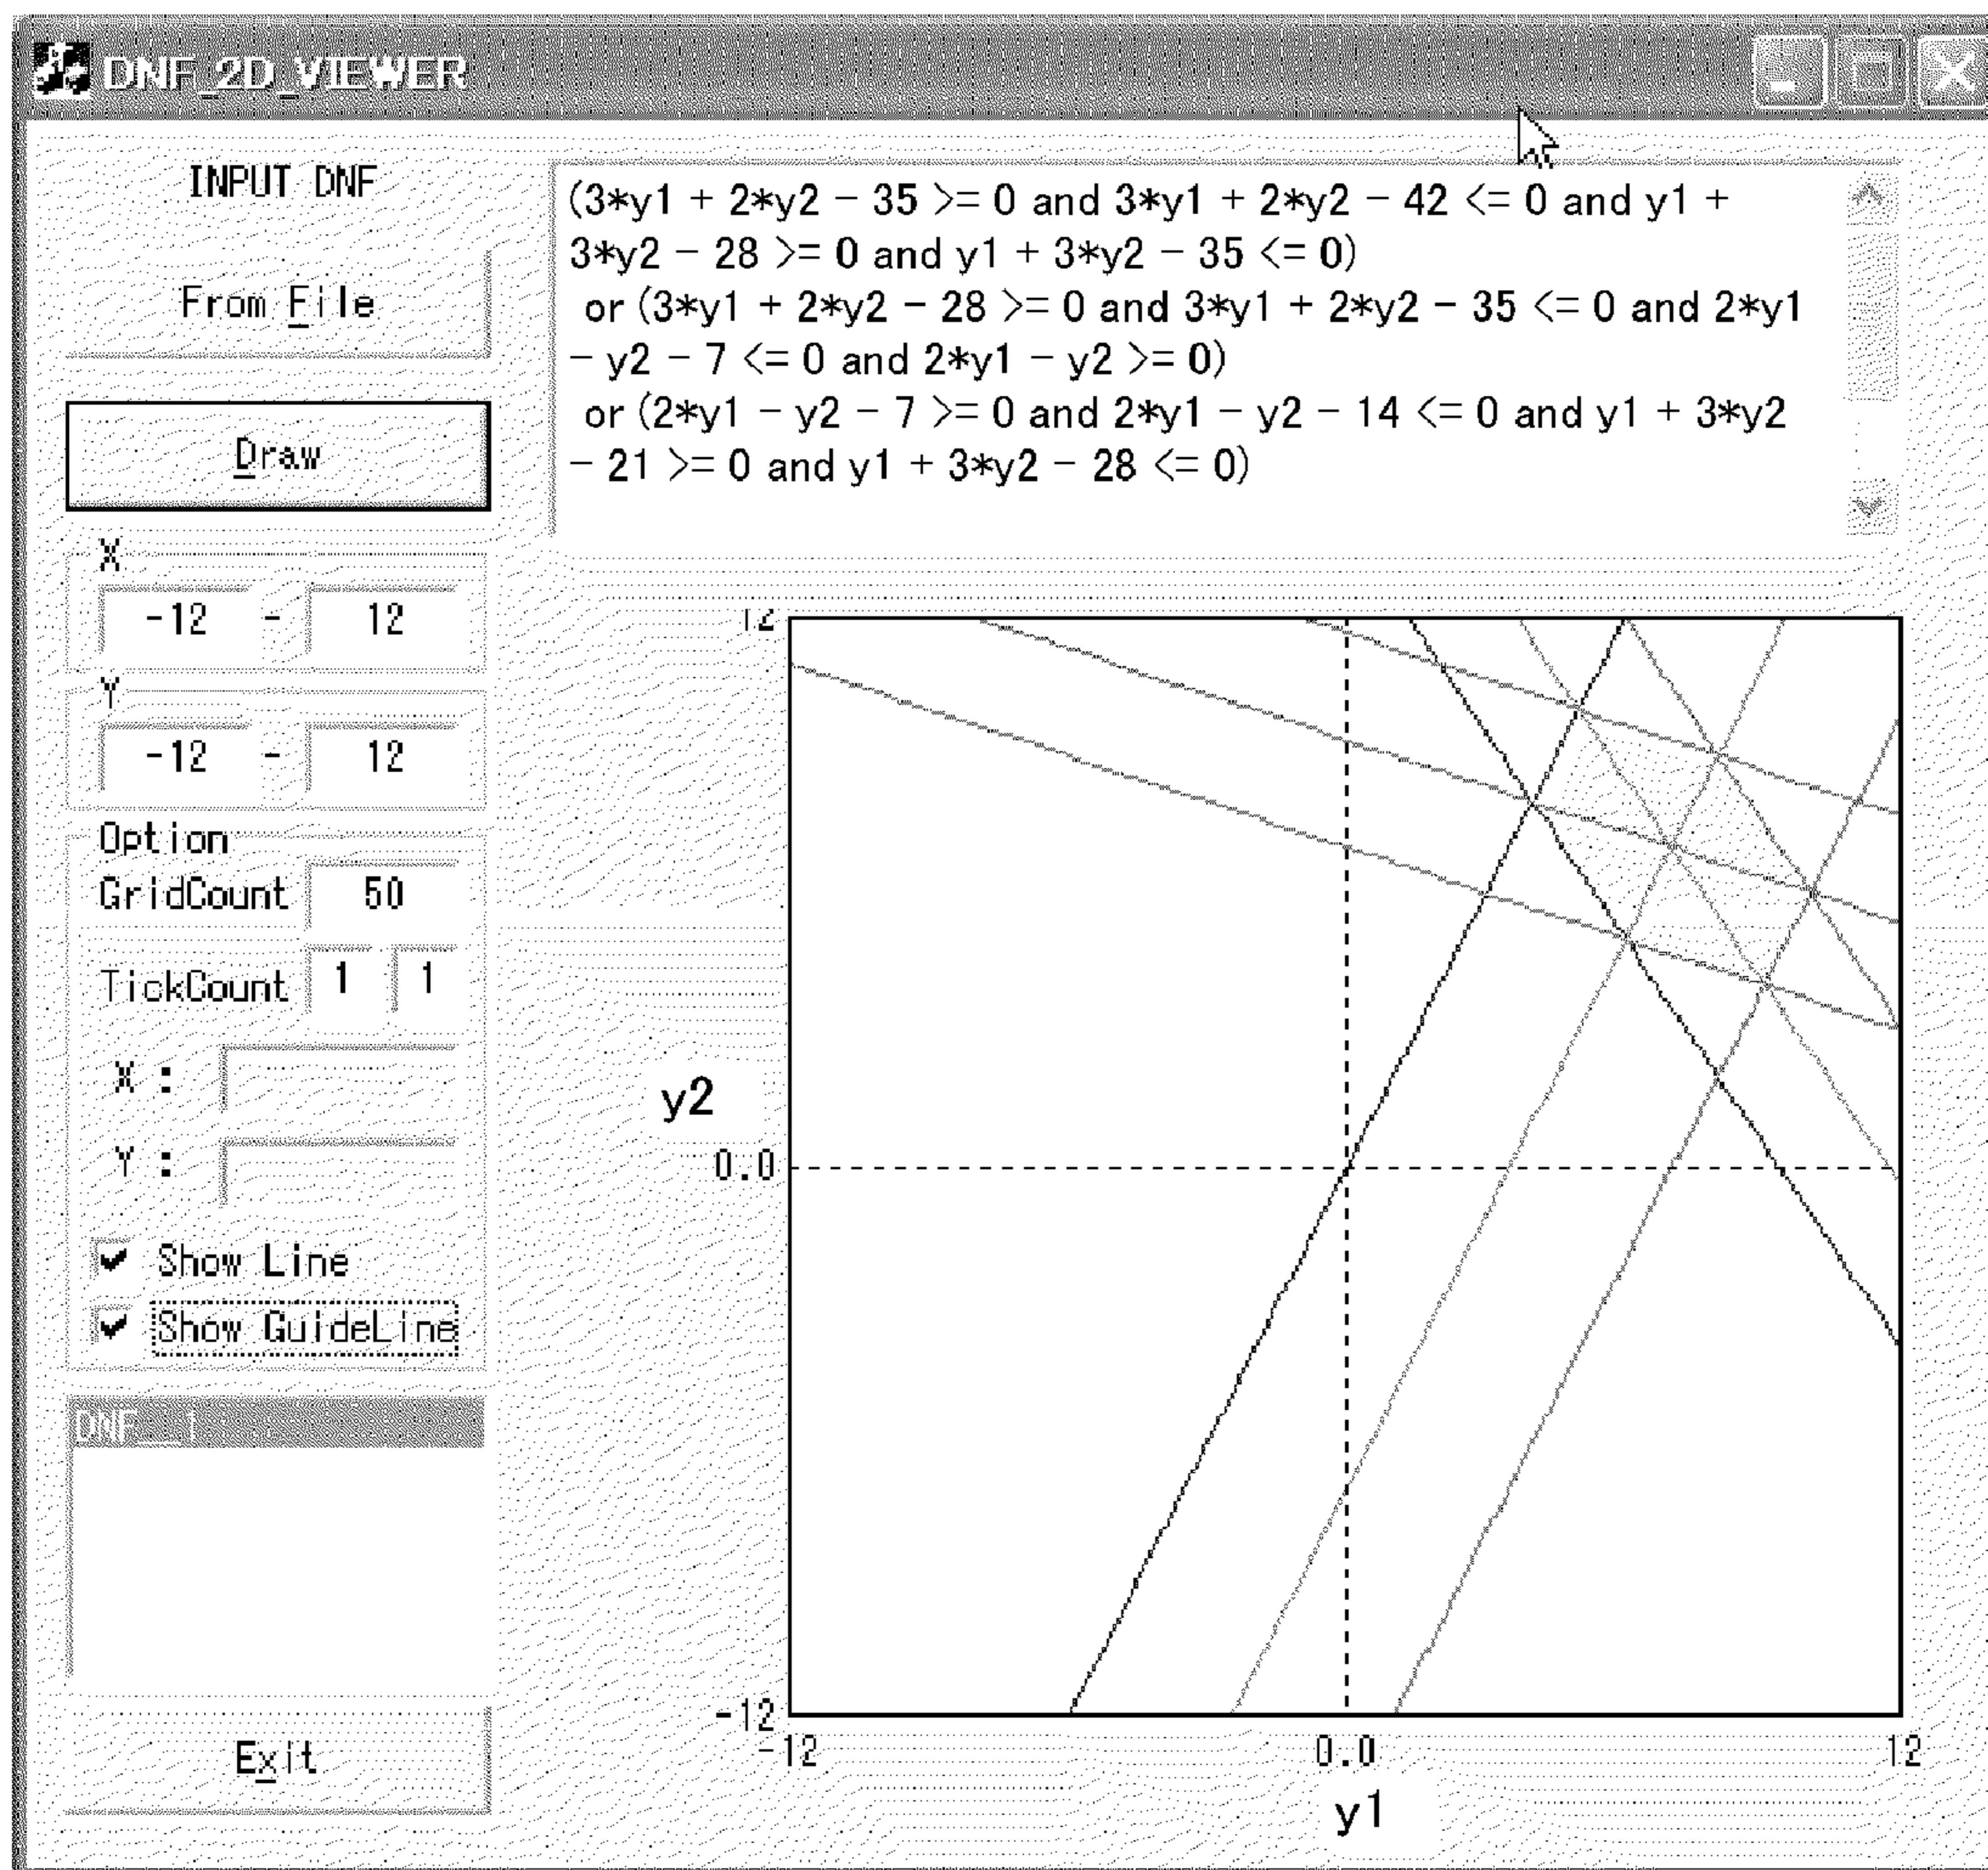 DNF_2D_VIEWER
INPUT DNF
From File
Draw
(3*y1 + 2*y2 − 35 >= 0 and 3*y1 + 2*y2 − 42 <= 0 and y1 +
3*y2 − 28 >= 0 and y1 + 3*y2 − 35 <= 0)
or (3*y1 + 2*y2 − 28 >= 0 and 3*y1 + 2*y2 − 35 <= 0 and 2*y1
− y2 − 7 <= 0 and 2*y1 − y2 >= 0)
or (2*y1 − y2 − 7 >= 0 and 2*y1 − y2 − 14 <= 0 and y1 + 3*y2
− 21 >= 0 and y1 + 3*y2 − 28 <= 0)
X
-12 - 12
Y
-12 - 12
Option
GridCount 50
TickCount 1 1
X :
Y :
Show Line
Show GuideLine
DNF__1
Exit
12
y2
0.0
-12
-12 0.0 12
y1